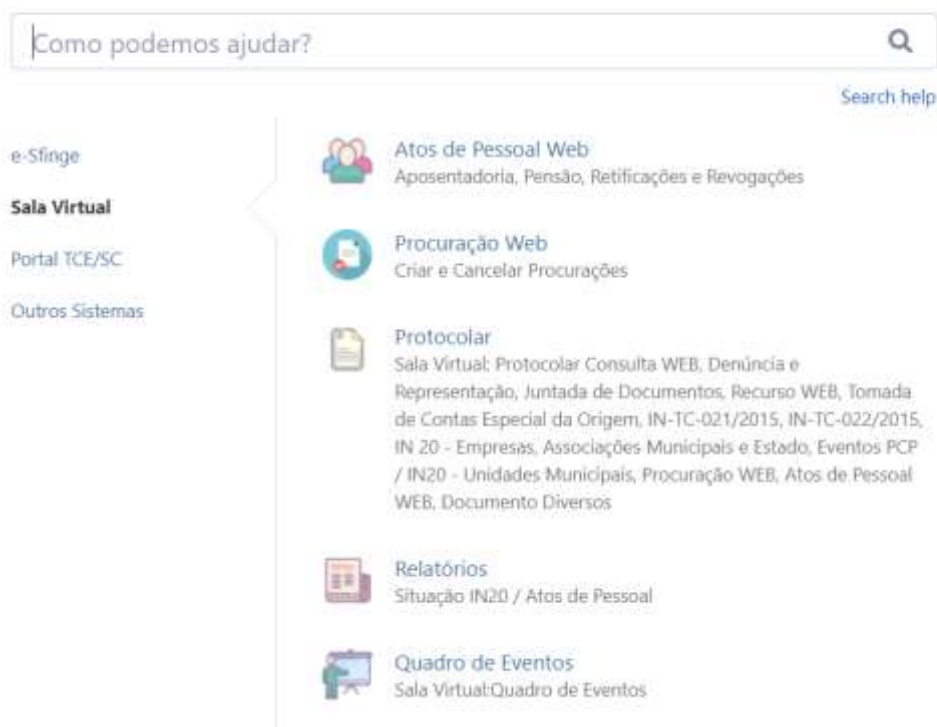 Como podemos ajudar?
Search help
e-Sfinge
Sala Virtual
Portal TCE/SC
Outros Sistemas
Atos de Pessoal Web
Aposentadoria, Pensão, Retificações e Revogações
Procuração Web
Criar e Cancelar Procurações
Protocolar
Sala Virtual: Protocolar Consulta WEB, Denúncia e
Representação, Juntada de Documentos, Recurso WEB, Tomada
de Contas Especial da Origem, IN-TC-021/2015, IN-TC-022/2015,
IN 20 - Empresas, Associações Municipais e Estado, Eventos PCP
/ IN20 - Unidades Municipais, Procuração WEB, Atos de Pessoal
WEB, Documento Diversos
Relatórios
Situação IN20 / Atos de Pessoal
Quadro de Eventos
Sala Virtual:Quadro de Eventos